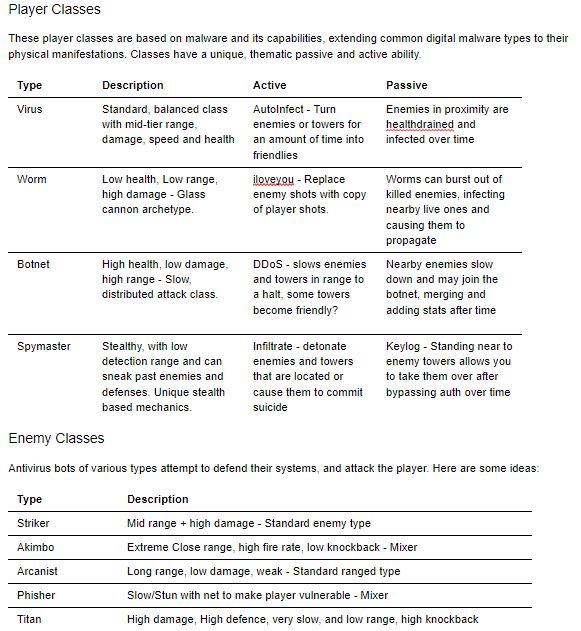 Player Classes
These player classes are based on malware and its capabilities, extending common digital malware types to their
physical manifestations. Classes have a unique, thematic passive and active ability.
Type Description Active Passive
Virus Standard, balanced class AutoInfect - Turn Enemies in proximity are
with mid-tier range, enemies or towers for healthdrained and
damage, speed and health an amount of time into infected over time
friendlies
Worm Low health, Low range, iloveyou - Replace Worms can burst out of
high damage - Glass enemy shots with copy killed enemies, infecting
cannon archetype. of player shots. nearby live ones and
causing them to
propagate
Botnet High health, low damage, DDoS - slows enemies Nearby enemies slow
high range - Slow, and towers in range to down and may join the
distributed attack class. a halt, some towers botnet, merging and
become friendly? adding stats after time
Spymaster Stealthy, with low Infiltrate - detonate Keylog - Standing near to
detection range and can enemies and towers enemy towers allows you
sneak past enemies and that are located or to take them over after
defenses. Unique stealth cause them to commit bypassing auth over time
based mechanics. suicide
Enemy Classes
Antivirus bots of various types attempt to defend their systems, and attack the player. Here are some ideas:
Type Description
Striker Mid range + high damage - Standard enemy type
Akimbo Extreme Close range, high fire rate, low knockback - Mixer
Arcanist Long range, low damage, weak - Standard ranged type
Phisher Slow/Stun with net to make player vulnerable - Mixer
Titan High damage, High defence, very slow, and low range, high knockback